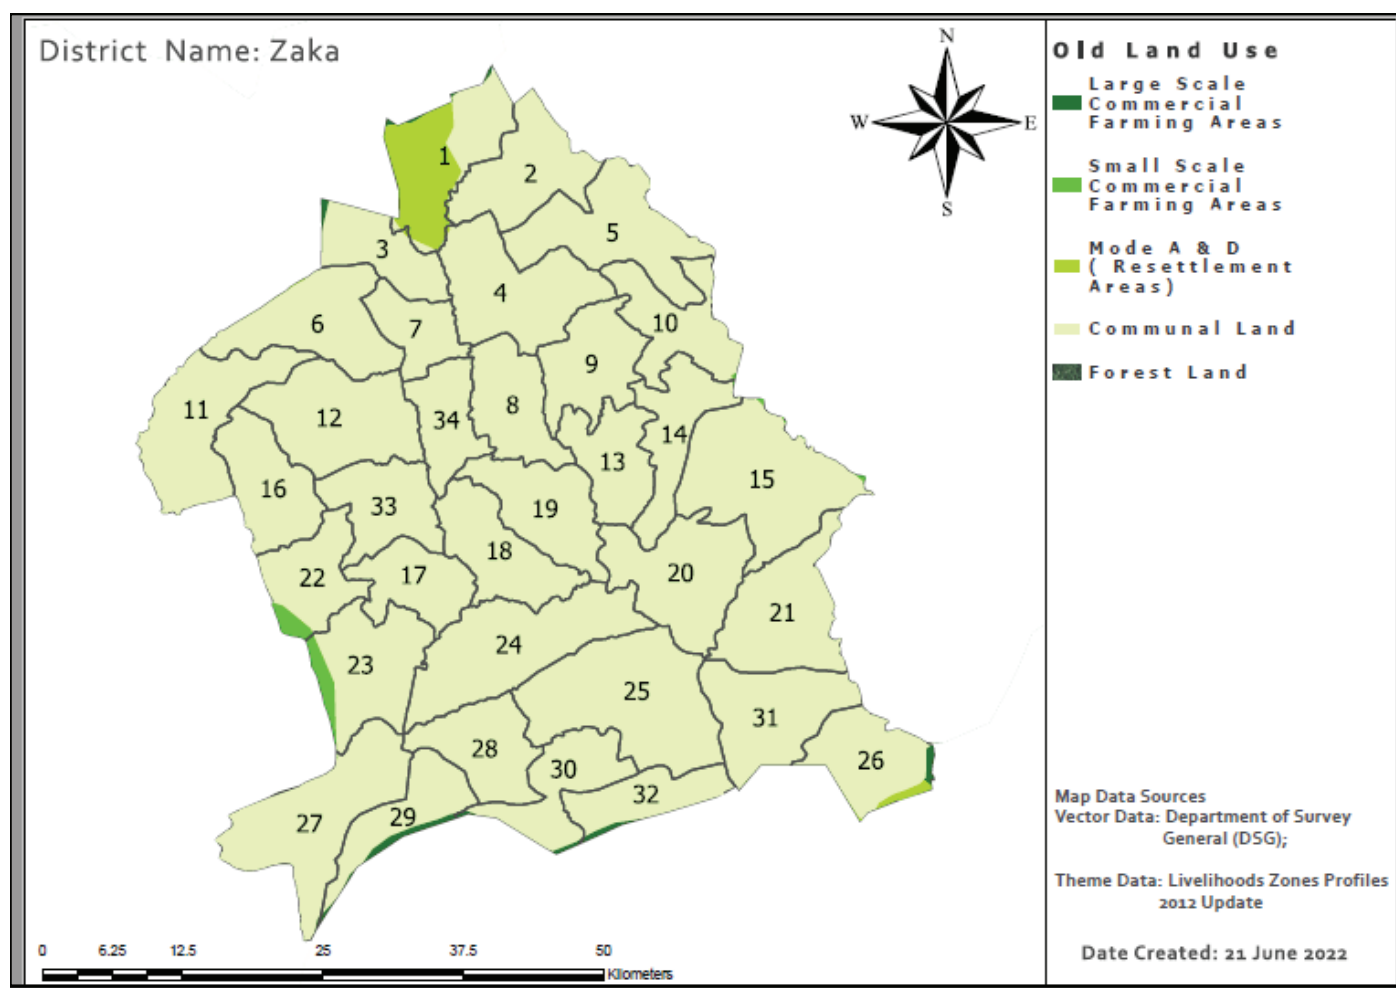 District Name: Zaka
N
W
E
S
1
2
3
4
5
6
7
8
9
10
11
12
13
14
15
16
17
18
19
20
21
22
23
24
25
26
27
28
29
30
31
32
33
34
0 6.25 12.5 25 37.5 50
Kilometers
Old Land Use
Large Scale
Commercial
Farming Areas
Small Scale
Commercial
Farming Areas
Mode A & D
( Resettlement
Areas)
Communal Land
Forest Land
Map Data Sources
Vector Data: Department of Survey
General (DSG);
Theme Data: Livelihoods Zones Profiles
2012 Update
Date Created: 21 June 2022